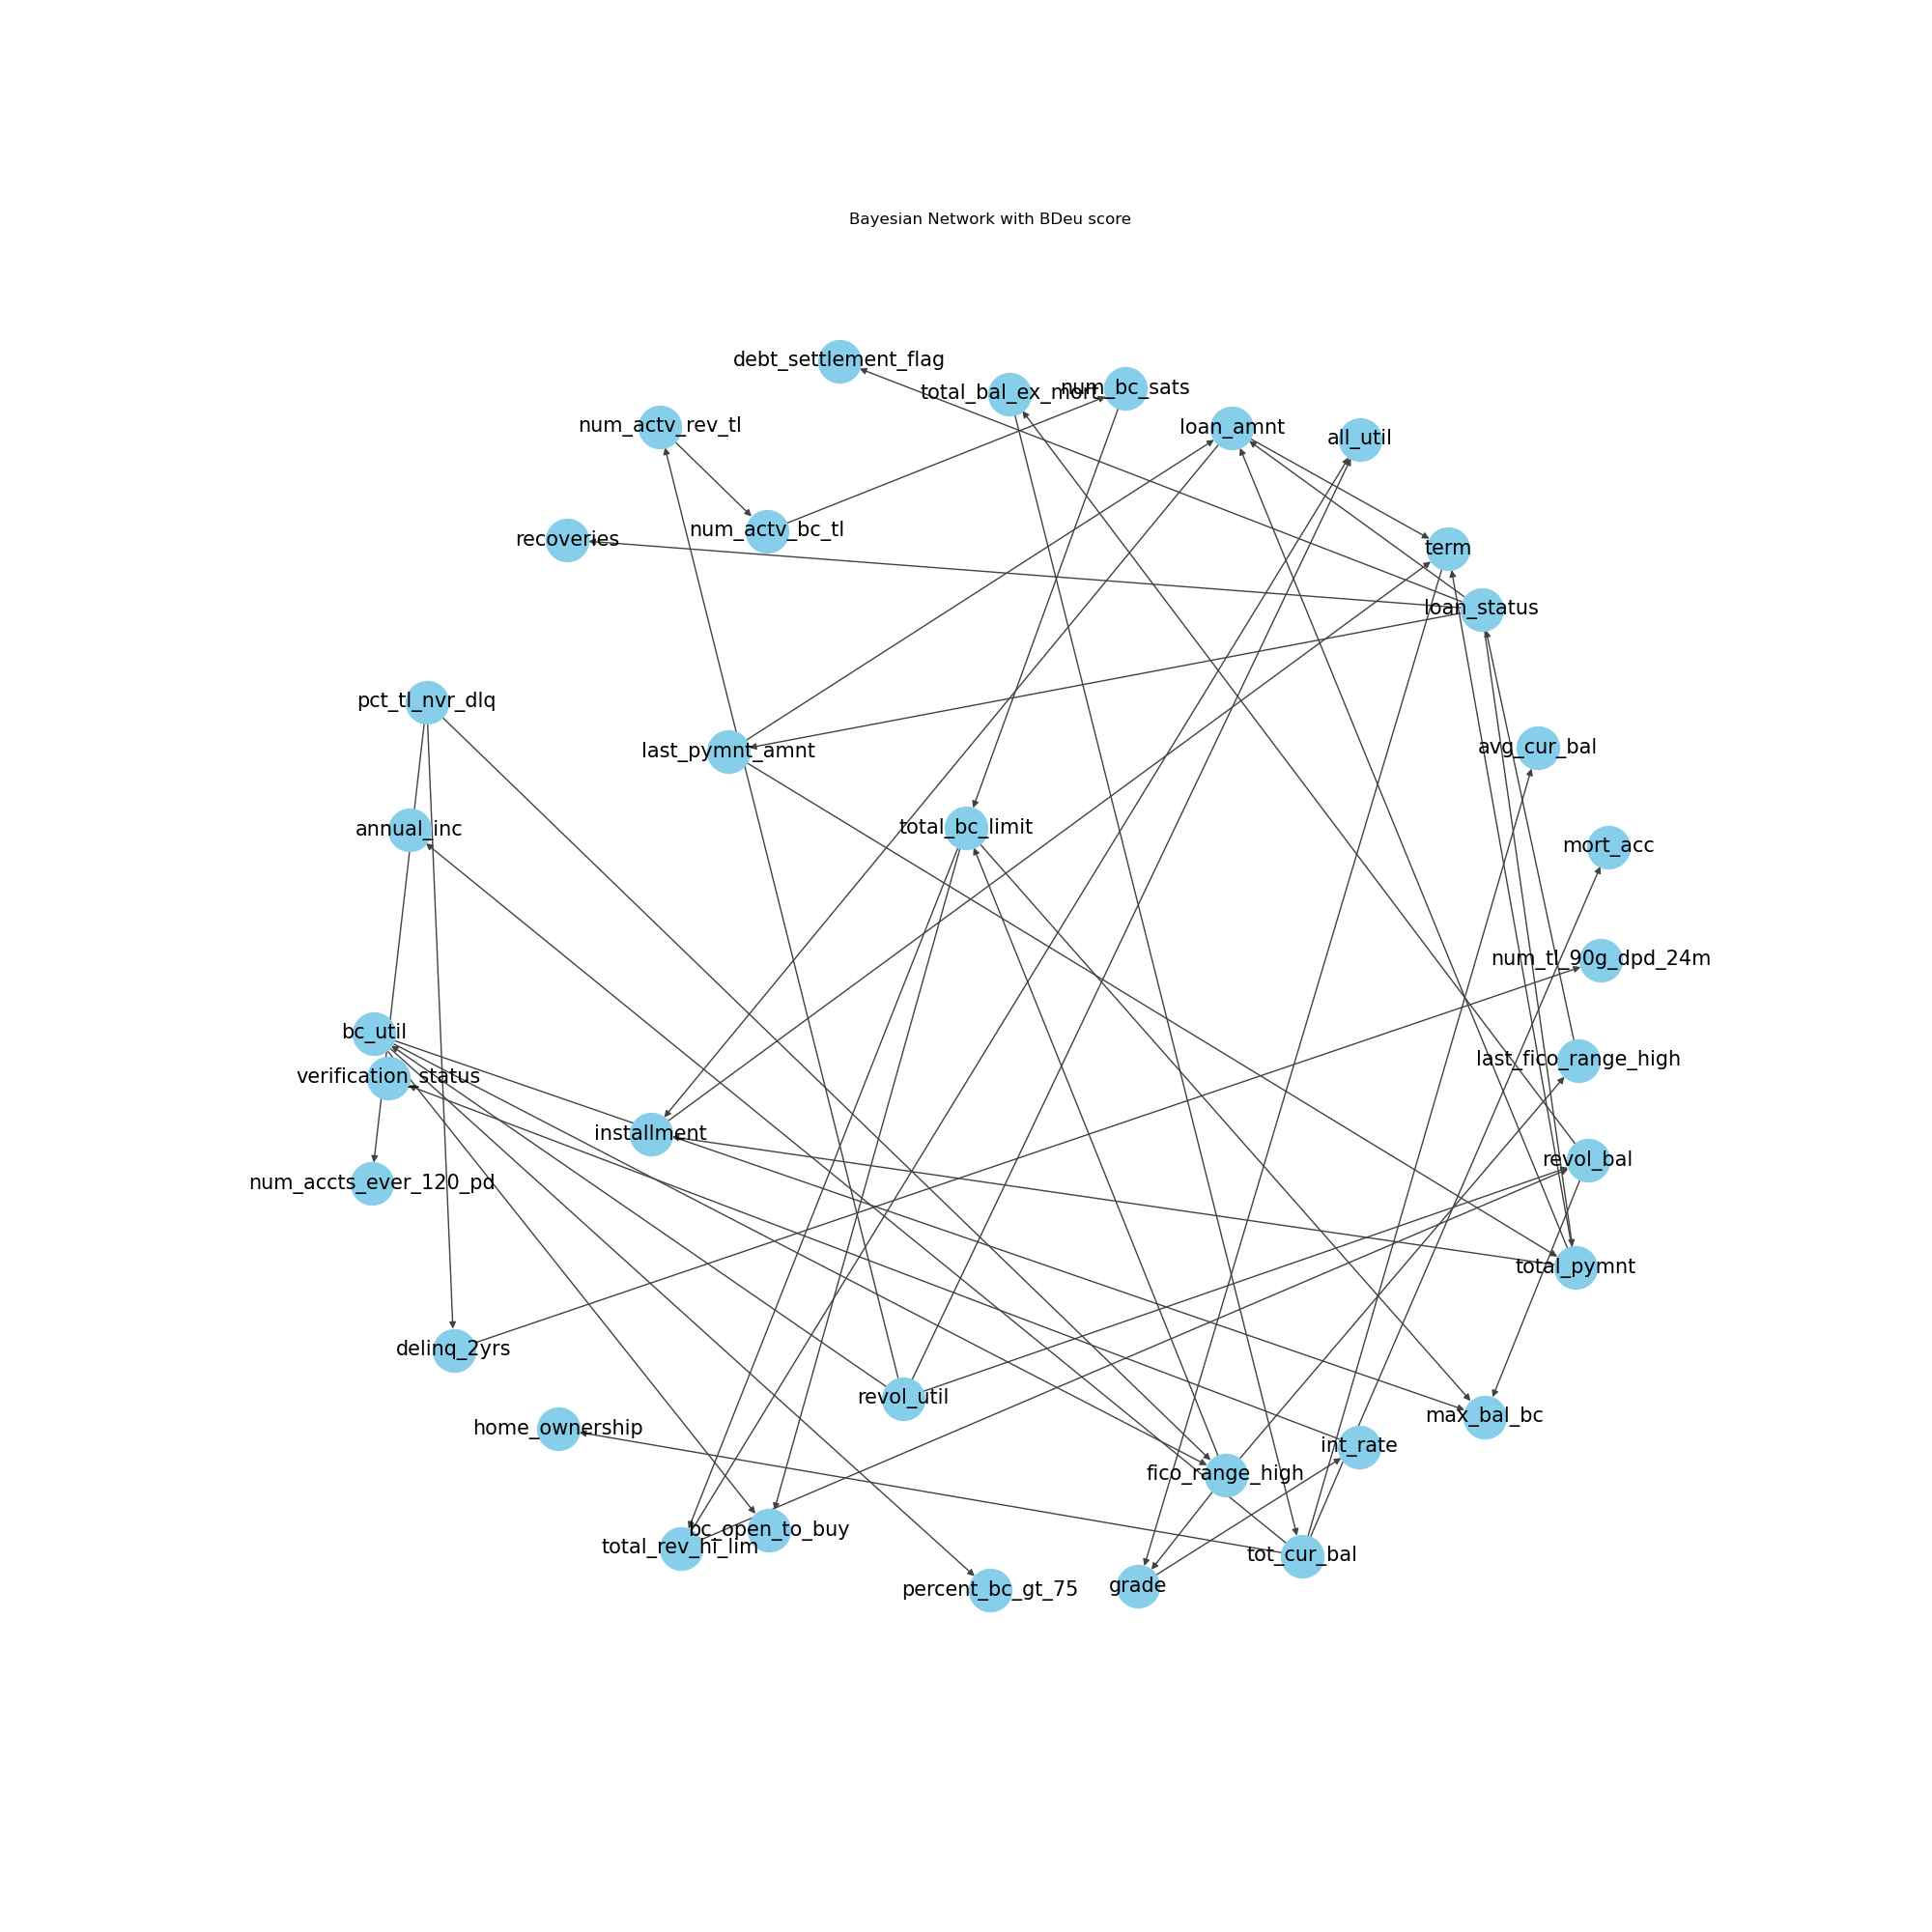 Bayesian Network with BDeu score
debt_settlement_flag
num_bc_sats
total_bal_ex_mort
num_actv_rev_tl
loan_amnt
all_util
num_actv_bc_tl
recoveries
term
loan_status
pct_tl_nvr_dlq
last_pymnt_amnt
avg_cur_bal
annual_inc
total_bc_limit
mort_acc
num_tl_90g_dpd_24m
bc_util
last_fico_range_high
verification_status
installment
revol_bal
num_accts_ever_120_pd
total_pymnt
delinq_2yrs
revol_util
max_bal_bc
home_ownership
int_rate
fico_range_high
bc_open_to_buy
total_rev_hi_lim
tot_cur_bal
percent_bc_gt_75
grade